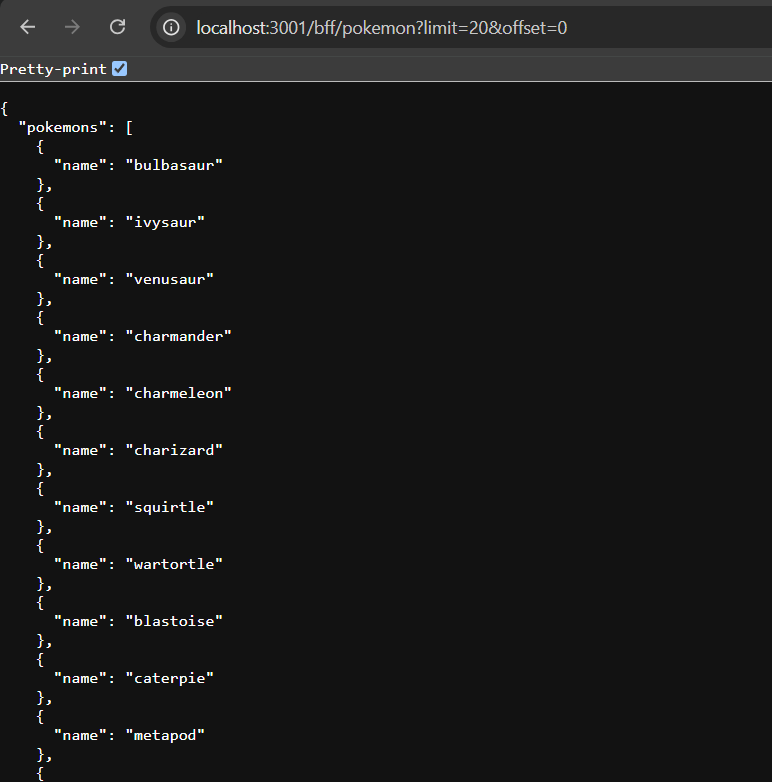 localhost:3001/bff/pokemon?limit=20&offset=0
Pretty-print
{
  "pokemons": [
    {
      "name": "bulbasaur"
    },
    {
      "name": "ivysaur"
    },
    {
      "name": "venusaur"
    },
    {
      "name": "charmander"
    },
    {
      "name": "charmeleon"
    },
    {
      "name": "charizard"
    },
    {
      "name": "squirtle"
    },
    {
      "name": "wartortle"
    },
    {
      "name": "blastoise"
    },
    {
      "name": "caterpie"
    },
    {
      "name": "metapod"
    },
    {